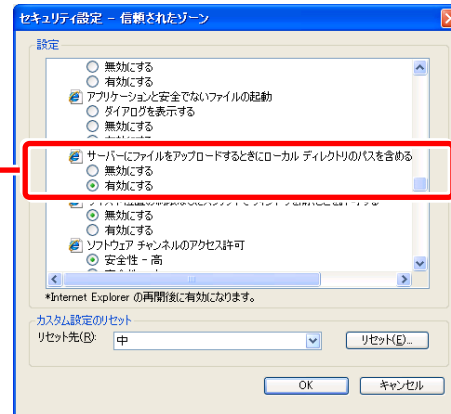 セキュリティ設定 - 信頼されたゾーン
設定
無効にする
有効にする
アプリケーションと安全でないファイルの起動
ダイアログを表示する
無効にする
サーバーにファイルをアップロードするときにローカル ディレクトリのパスを含める
無効にする
有効にする
無効にする
有効にする
ソフトウェア チャンネルのアクセス許可
安全性 - 高
*Internet Explorer の再開後に有効になります。
カスタム設定のリセット
リセット先(R): 中 リセット(E)...
OK キャンセル